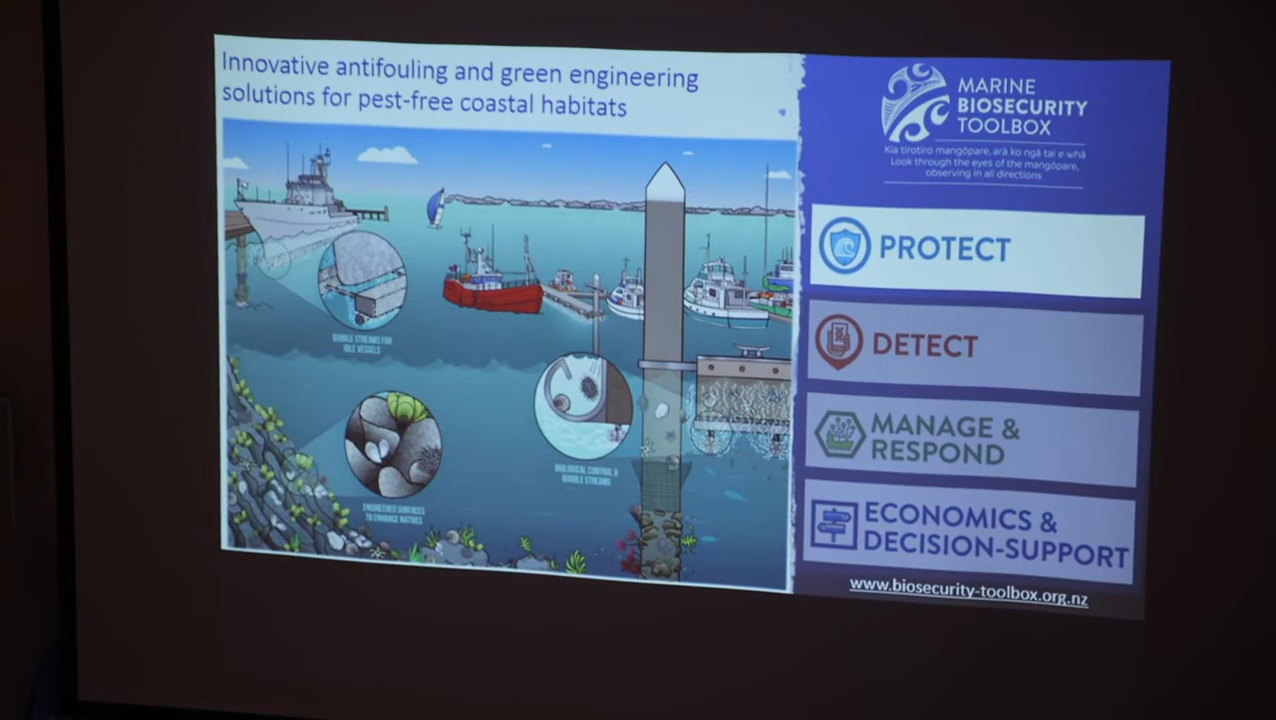 Innovative antifouling and green engineering
solutions for pest-free coastal habitats
BUBBLE STREAMS FOR
IDLE VESSELS
BIOLOGICAL CONTROL &
BUBBLE STREAMS
ENGINEERED SURFACES
TO ENHANCE NATIVES
MARINE
BIOSECURITY
TOOLBOX
Kia tirotiro mangōpare, arā ko ngā tai e whā
Look through the eyes of the mangōpare,
observing in all directions
PROTECT
DETECT
MANAGE &
RESPOND
ECONOMICS &
DECISION-SUPPORT
www.biosecurity-toolbox.org.nz